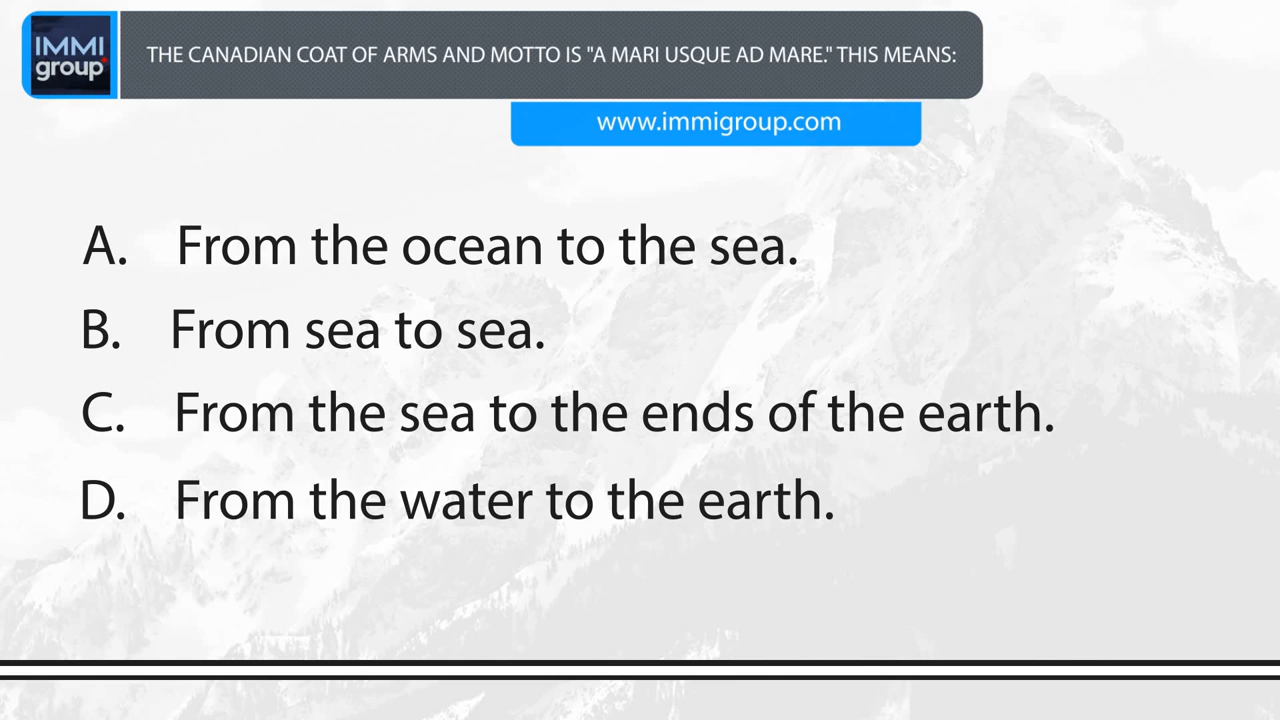 IMMI
group
THE CANADIAN COAT OF ARMS AND MOTTO IS "A MARI USQUE AD MARE." THIS MEANS:
www.immigroup.com
A. From the ocean to the sea.
B. From sea to sea.
C. From the sea to the ends of the earth.
D. From the water to the earth.